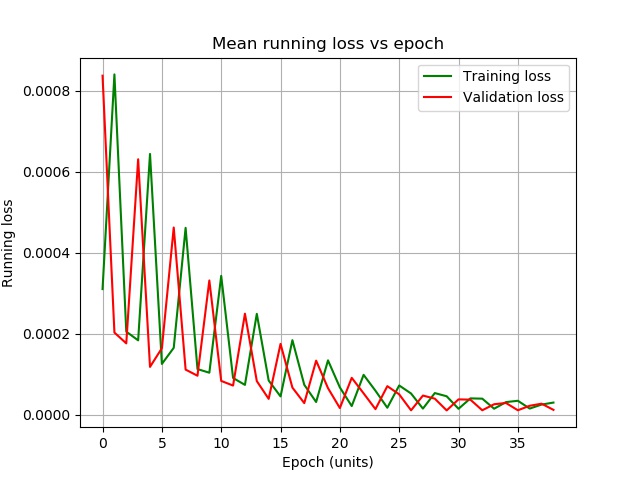 Mean running loss vs epoch
Training loss
Validation loss
0.0008
0.0006
0.0004
0.0002
0.0000
Running loss
0 5 10 15 20 25 30 35
Epoch (units)